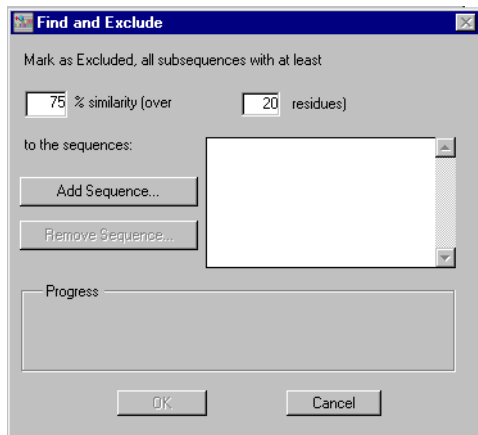 Find and Exclude
Mark as Excluded, all subsequences with at least
75 % similarity (over 20 residues)
to the sequences:
Add Sequence...
Remove Sequence...
Progress
OK Cancel